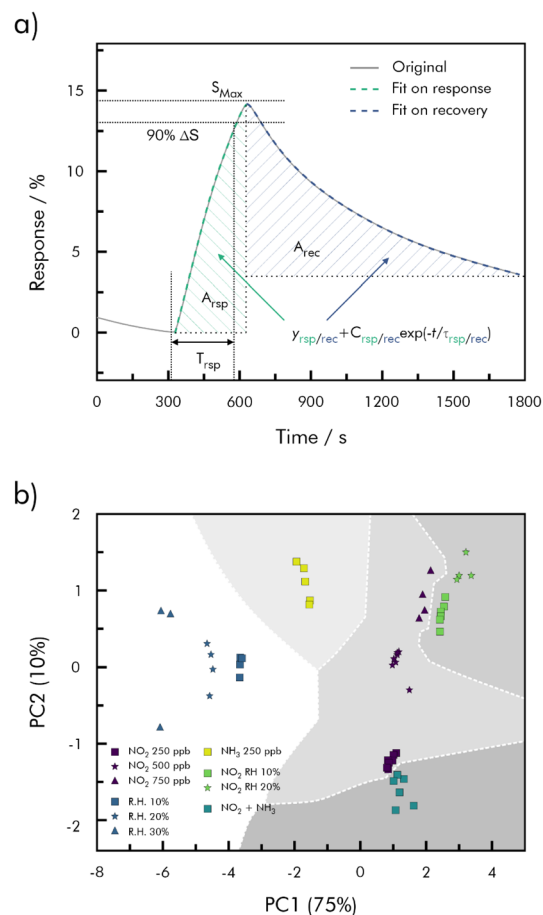 a)
Original
Fit on response
Fit on recovery
S_Max
90% ΔS
A_rec
A_rsp
T_rsp
y_rsp/rec+C_rsp/rec exp(-t/τ_rsp/rec)
15
10
5
0
Response / %
0 300 600 900 1200 1500 1800
Time / s
b)
2
1
0
-1
-2
PC2 (10%)
NO₂ 250 ppb
NO₂ 500 ppb
NO₂ 750 ppb
R.H. 10%
R.H. 20%
R.H. 30%
NH₃ 250 ppb
NO₂ RH 10%
NO₂ RH 20%
NO₂ + NH₃
-8 -6 -4 -2 0 2 4
PC1 (75%)